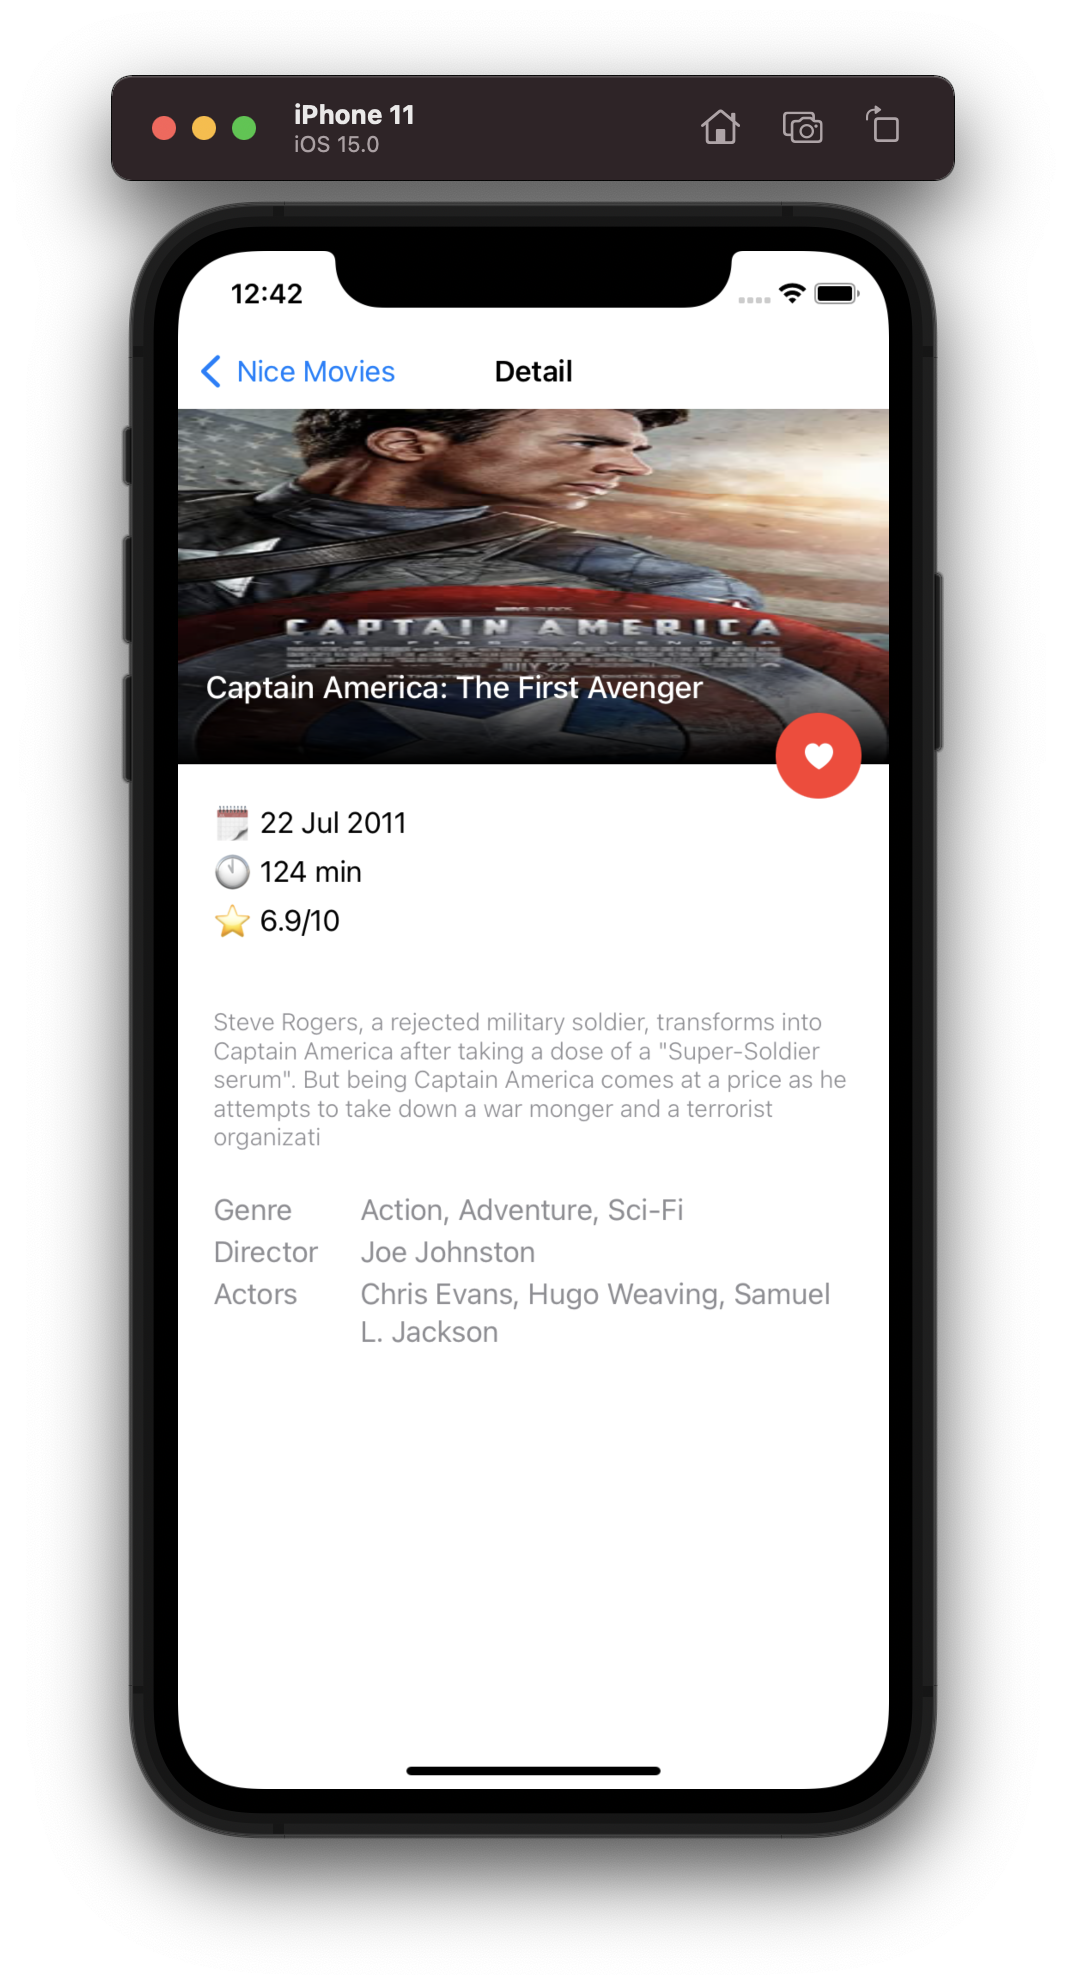 iPhone 11
iOS 15.0
12:42
Nice Movies
Detail
CAPTAIN AMERICA
THE FIRST AVENGER
JULY 22
Captain America: The First Avenger
22 Jul 2011
124 min
6.9/10
Steve Rogers, a rejected military soldier, transforms into
Captain America after taking a dose of a "Super-Soldier
serum". But being Captain America comes at a price as he
attempts to take down a war monger and a terrorist
organizati
Genre Action, Adventure, Sci-Fi
Director Joe Johnston
Actors Chris Evans, Hugo Weaving, Samuel
L. Jackson